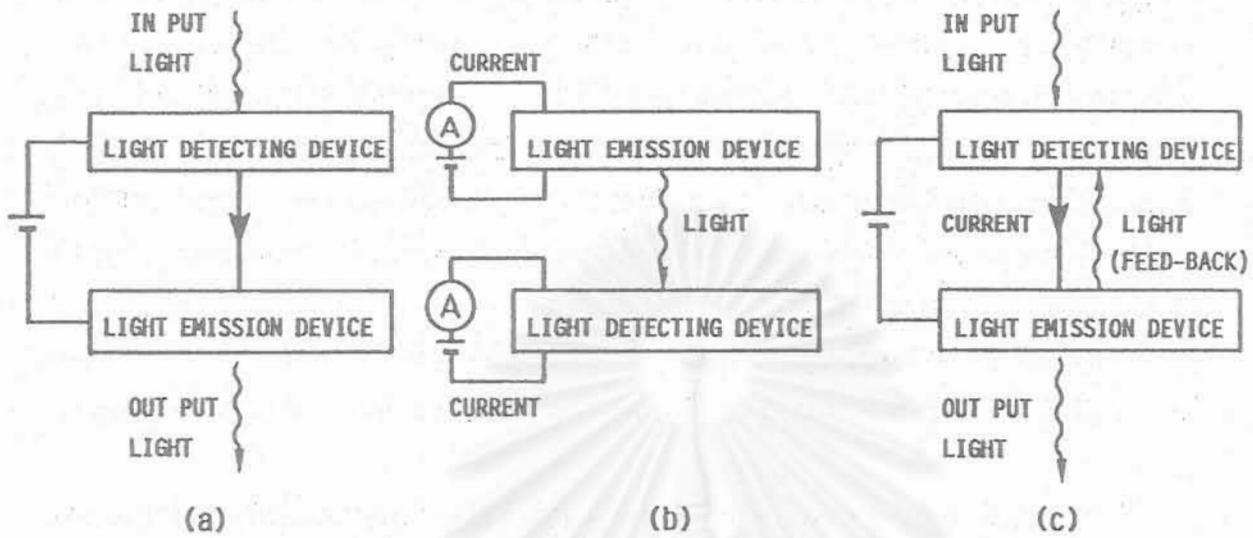 IN PUT
LIGHT
LIGHT DETECTING DEVICE
LIGHT EMISSION DEVICE
OUT PUT
LIGHT
(a)
CURRENT
A
LIGHT EMISSION DEVICE
LIGHT
A
LIGHT DETECTING DEVICE
CURRENT
(b)
IN PUT
LIGHT
LIGHT DETECTING DEVICE
CURRENT
LIGHT
(FEED-BACK)
LIGHT EMISSION DEVICE
OUT PUT
LIGHT
(c)